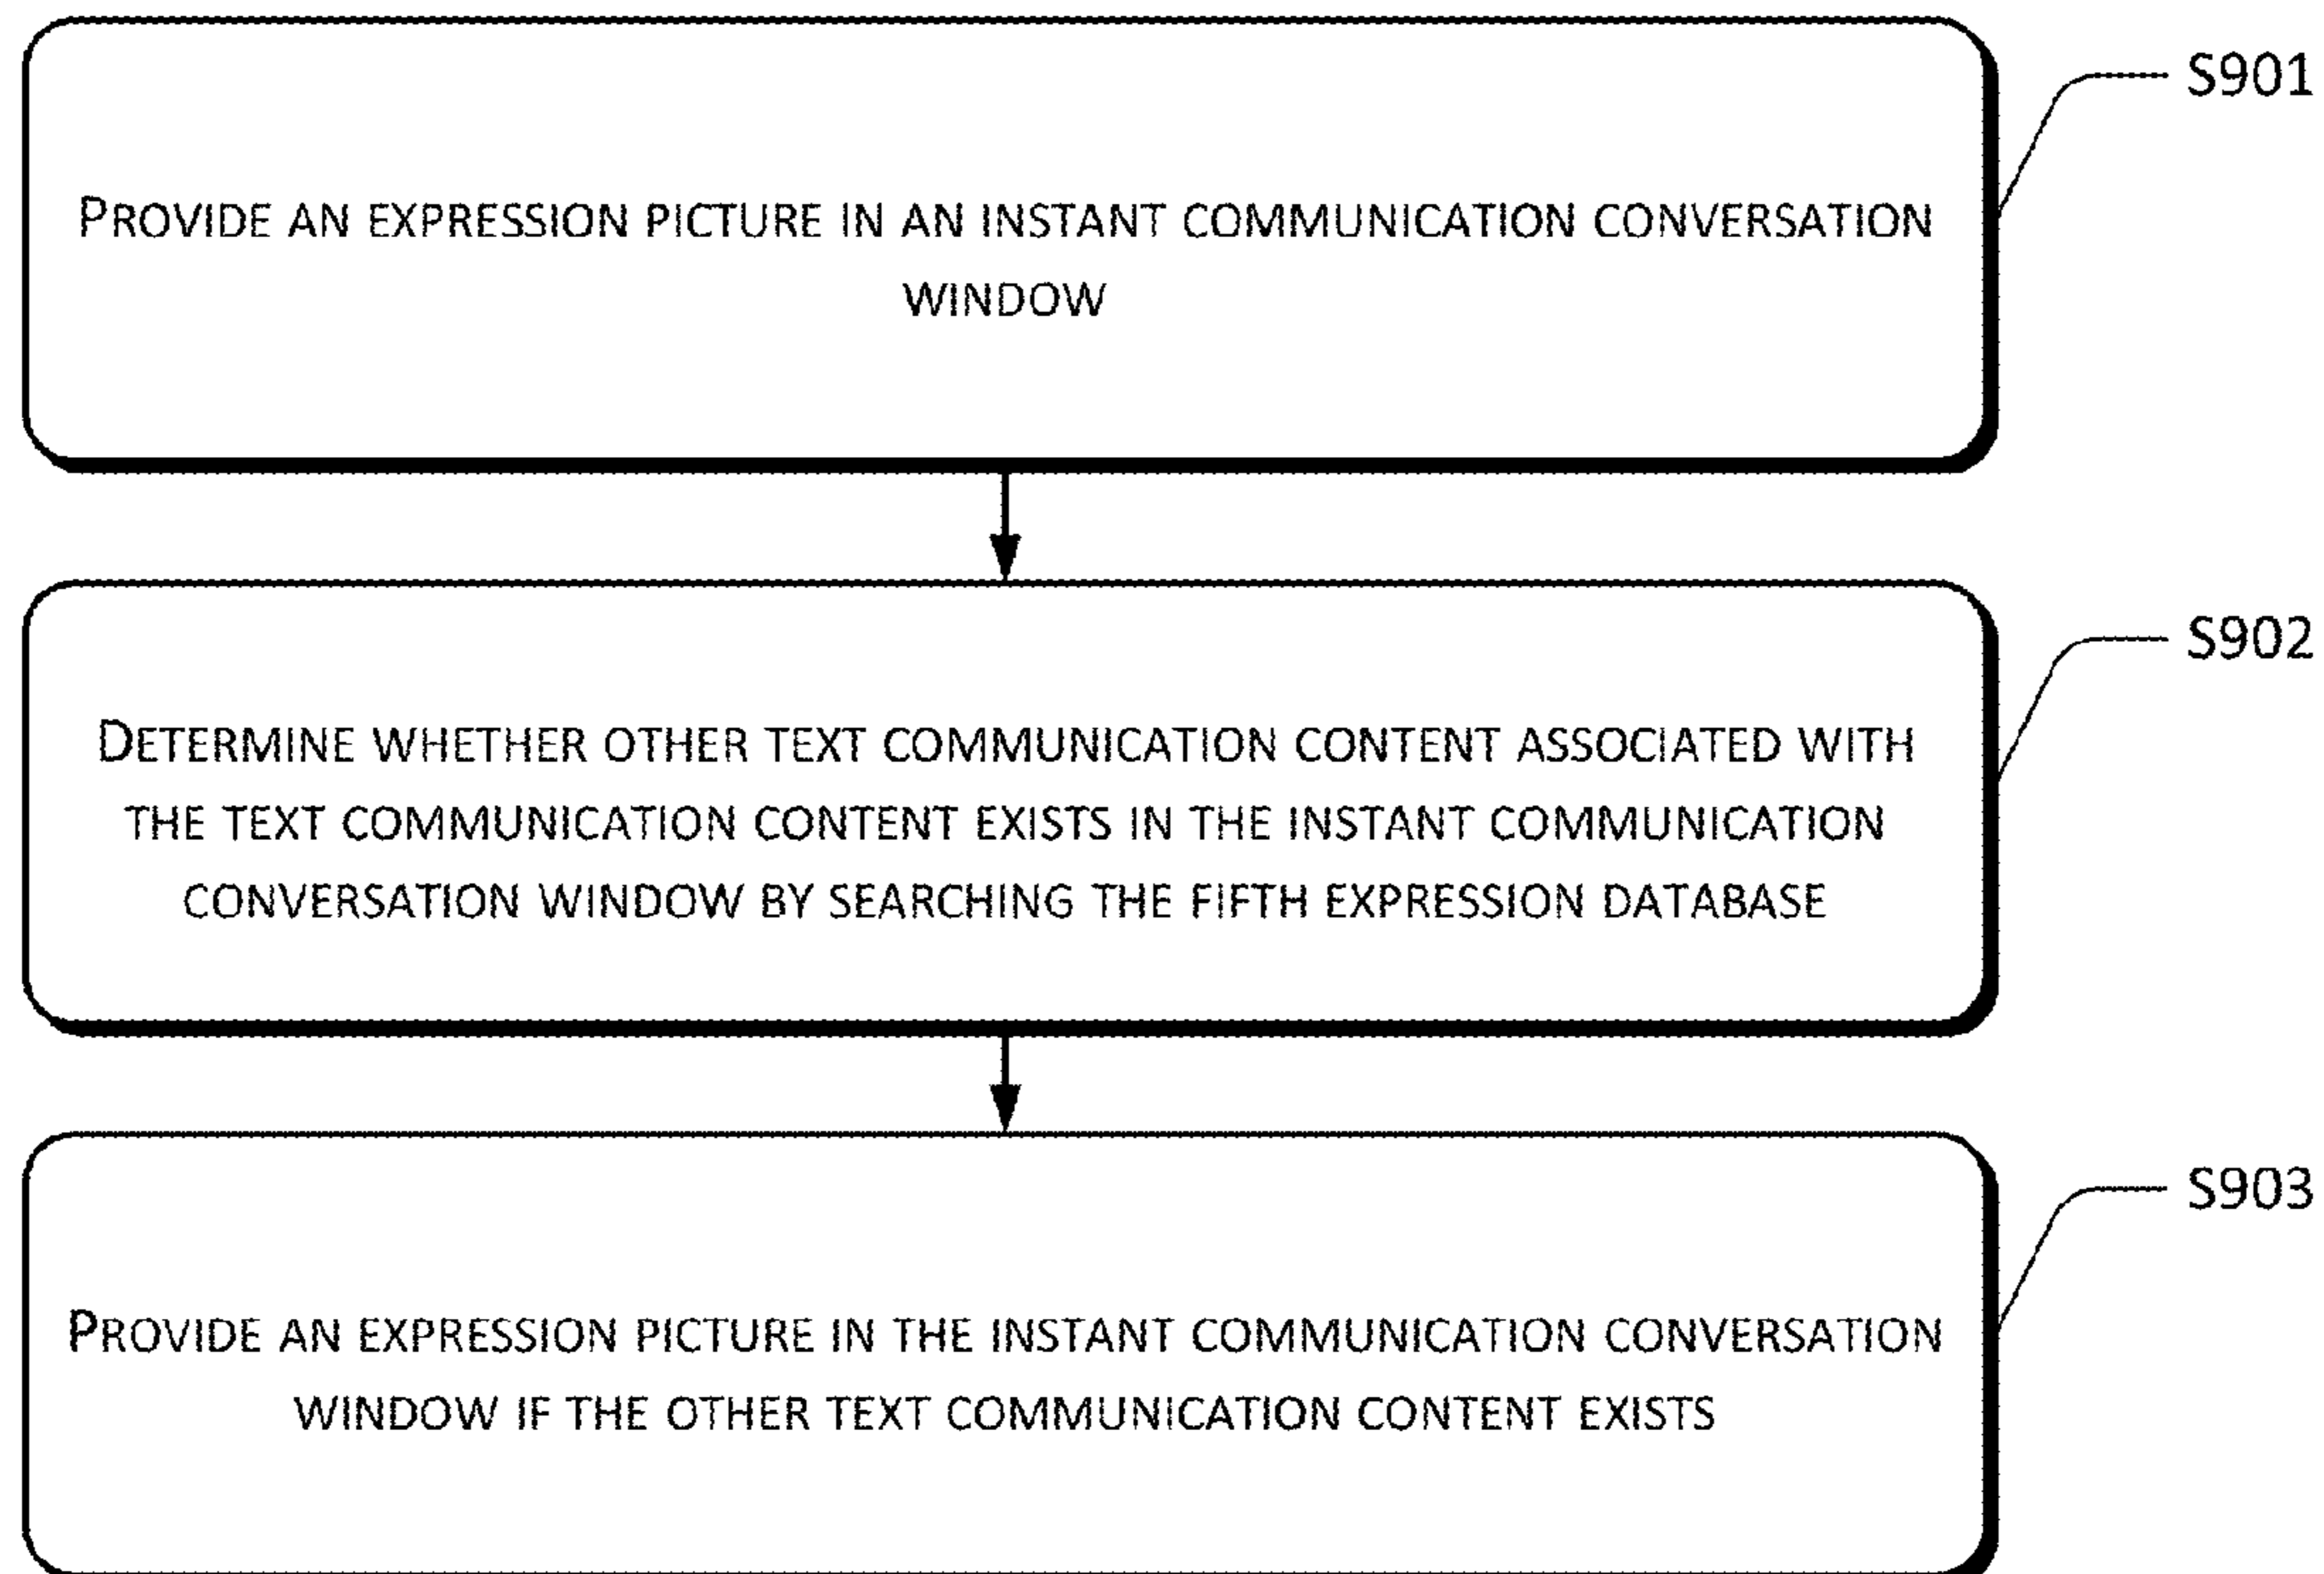 PROVIDE AN EXPRESSION PICTURE IN AN INSTANT COMMUNICATION CONVERSATION
WINDOW
S901
DETERMINE WHETHER OTHER TEXT COMMUNICATION CONTENT ASSOCIATED WITH
THE TEXT COMMUNICATION CONTENT EXISTS IN THE INSTANT COMMUNICATION
CONVERSATION WINDOW BY SEARCHING THE FIFTH EXPRESSION DATABASE
S902
PROVIDE AN EXPRESSION PICTURE IN THE INSTANT COMMUNICATION CONVERSATION
WINDOW IF THE OTHER TEXT COMMUNICATION CONTENT EXISTS
S903